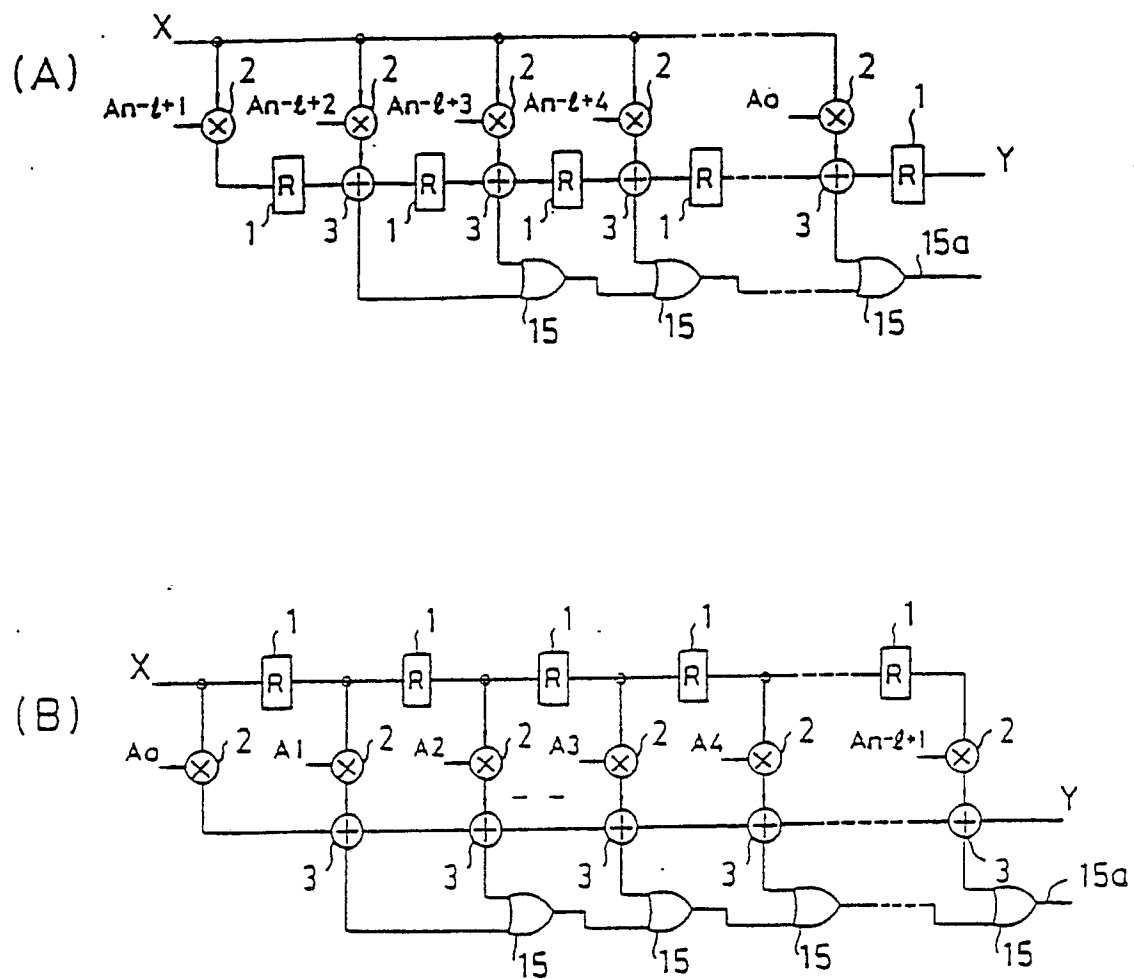 X
(A)
2 2 2 2 2
An-ℓ+1 An-ℓ+2 An-ℓ+3 An-ℓ+4 Ao
1
R R R R R Y
1 3 1 3 1 3 1 3
15a
15 15 15
1 1 1 1 1
X R R R R R
(B)
Ao 2 A1 2 A2 2 A3 2 A4 2 An-ℓ+1 2
Y
3 3 3 3 3
15a
15 15 15 15